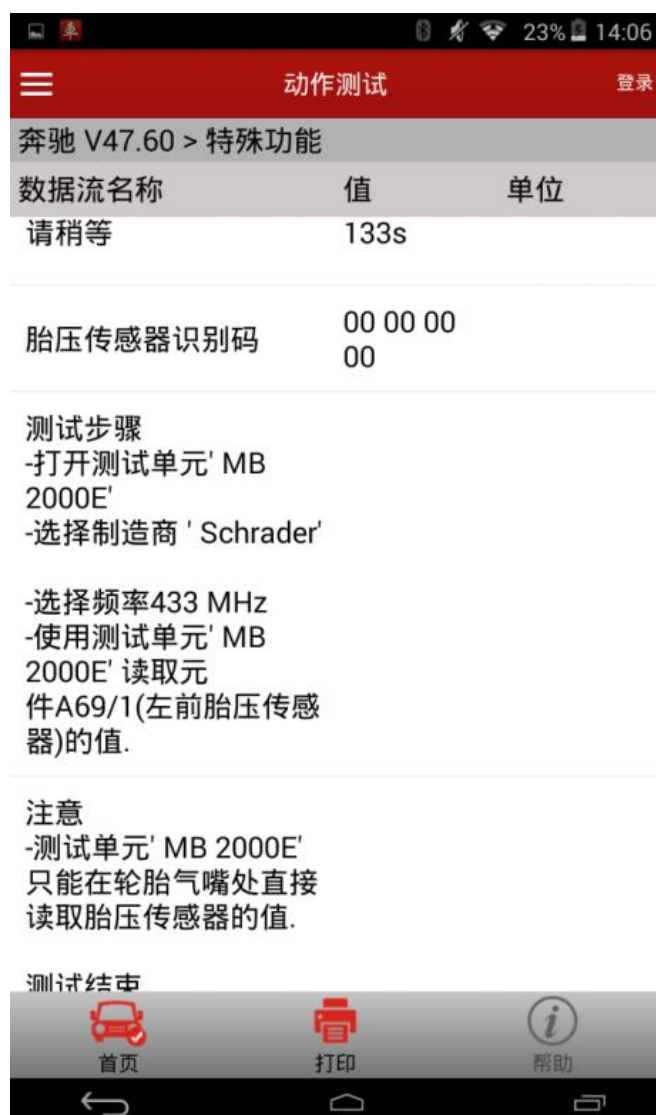 車
23%
14:06
动作测试
登录
奔驰 V47.60 > 特殊功能
数据流名称 值 单位
请稍等 133s
胎压传感器识别码 00 00 00
00
测试步骤
-打开测试单元' MB
2000E'
-选择制造商 ' Schrader'
-选择频率433 MHz
-使用测试单元' MB
2000E' 读取元
件A69/1(左前胎压传感
器)的值.
注意
-测试单元' MB 2000E'
只能在轮胎气嘴处直接
读取胎压传感器的值.
测试结束
首页 打印 帮助